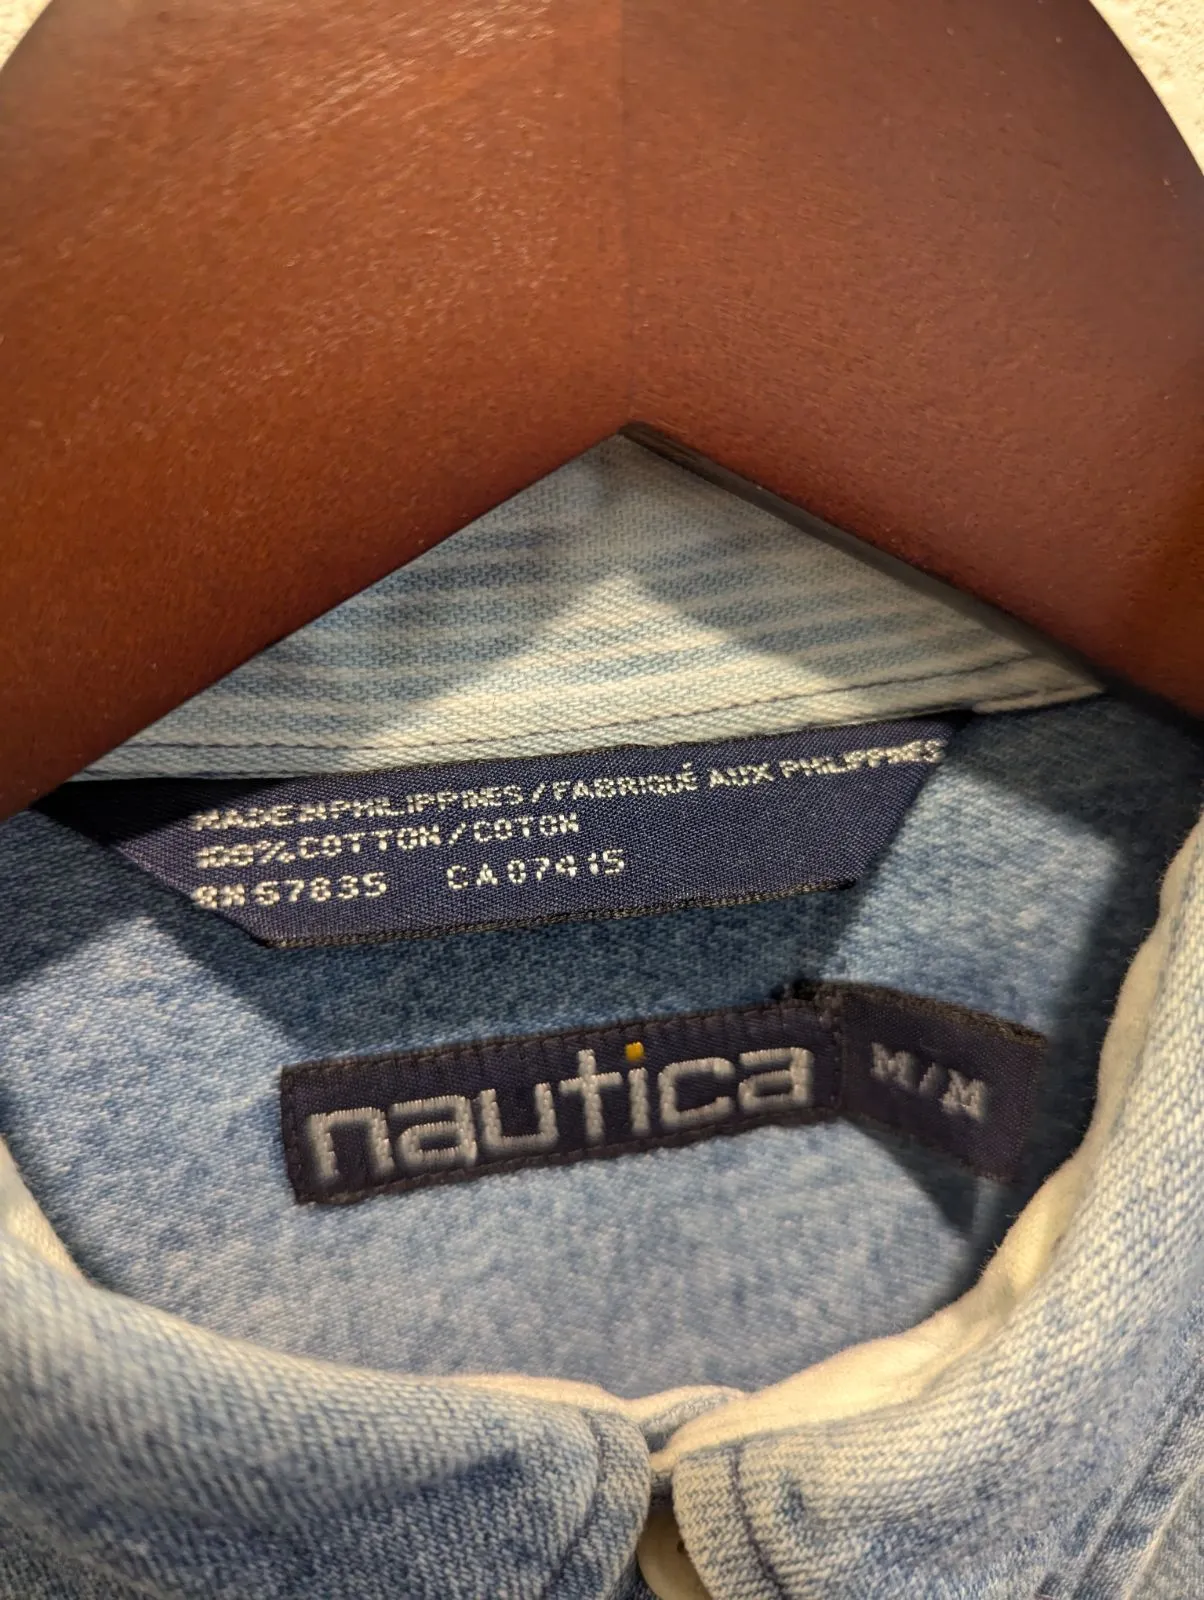 MADE IN PHILIPPINES/FABRIQUÉ AUX PHILIPPINES
100% COTTON/COTON
RN 57835 CA 07415
nautica
M/M